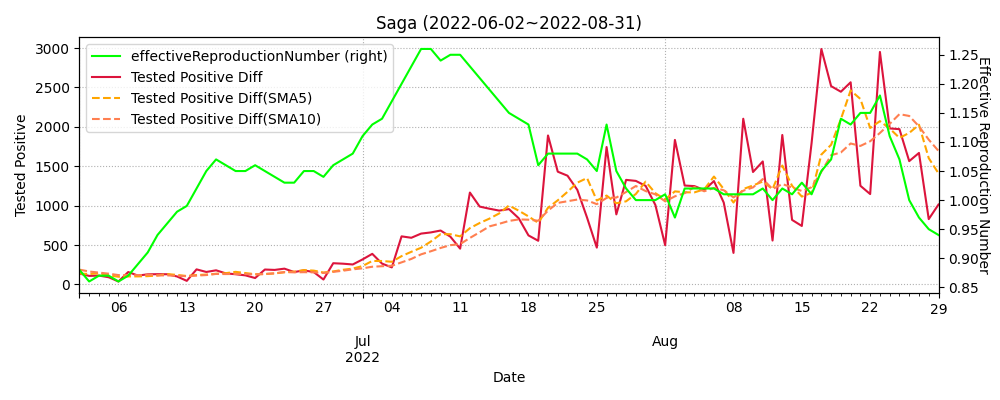 Saga (2022-06-02~2022-08-31)
effectiveReproductionNumber (right)
Tested Positive Diff
Tested Positive Diff(SMA5)
Tested Positive Diff(SMA10)
Tested Positive
3000
2500
2000
1500
1000
500
0
Effective Reproduction Number
1.25
1.20
1.15
1.10
1.05
1.00
0.95
0.90
0.85
06 13 20 27 04 11 18 25 08 15 22 29
Jul Aug
2022
Date